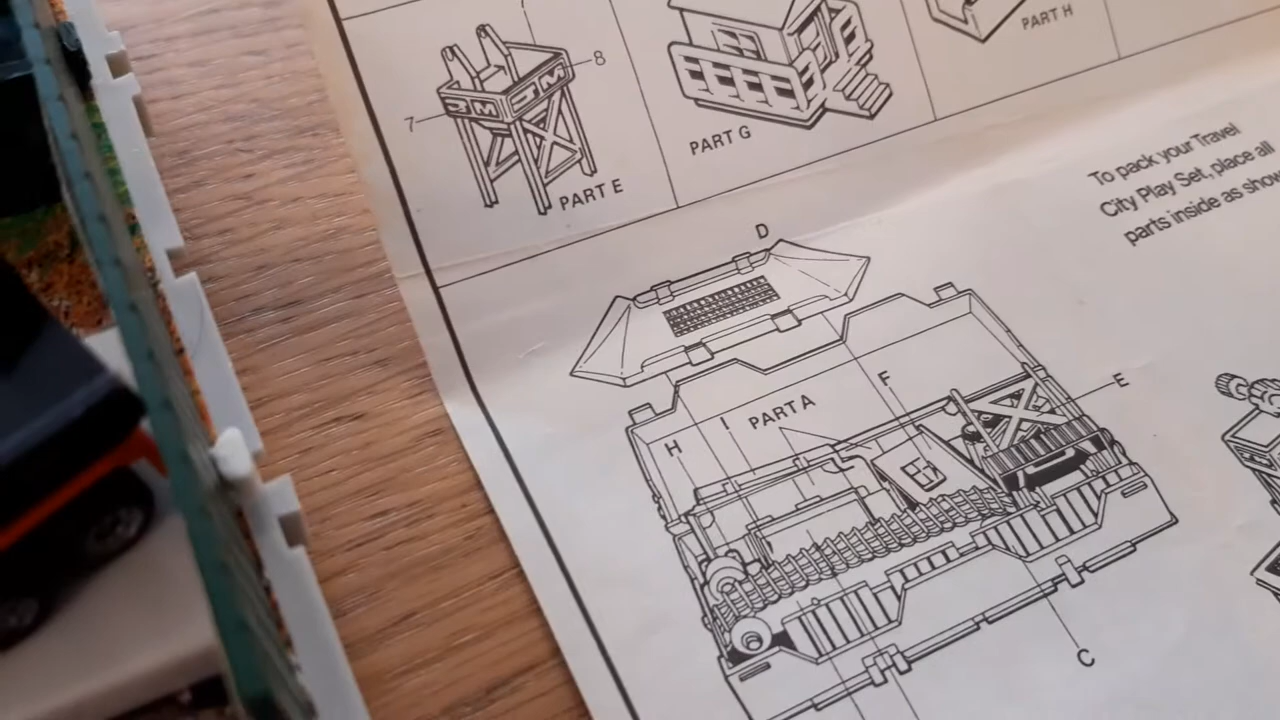 PART H
8
7
PART G
PART E
To pack your Travel
City Play Set, place all
parts inside as show
D
F
E
PART A
I
H
C